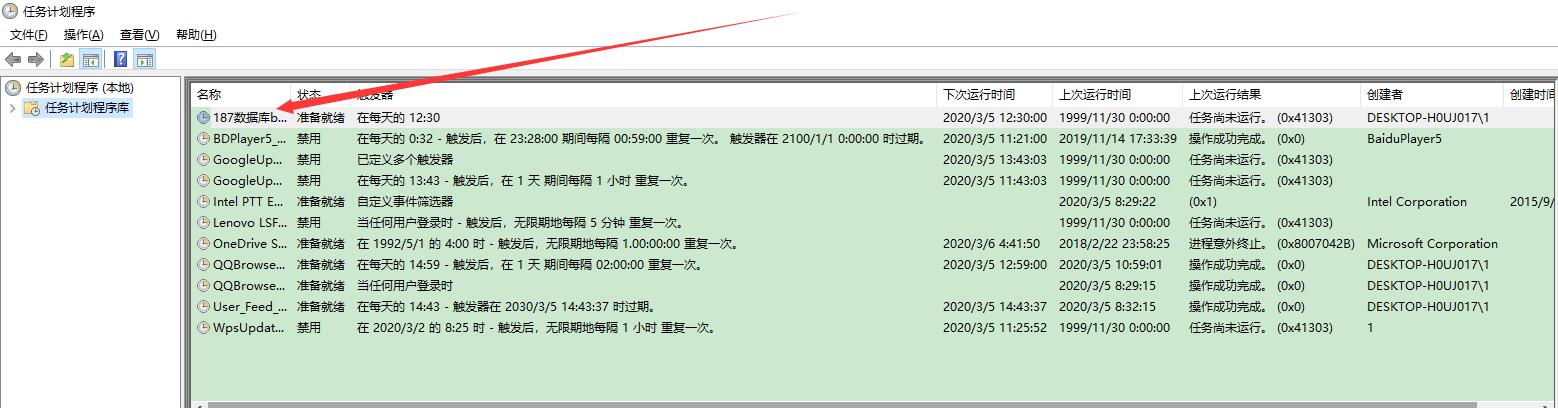 任务计划程序
文件(F) 操作(A) 查看(V) 帮助(H)
任务计划程序 (本地)
任务计划程序库
名称 状态 触发器 下次运行时间 上次运行时间 上次运行结果 创建者 创建时间
187数据库b... 准备就绪 在每天的 12:30 2020/3/5 12:30:00 1999/11/30 0:00:00 任务尚未运行。 (0x41303) DESKTOP-H0UJ017\1
BDPlayer5_... 禁用 在每天的 0:32 - 触发后，在 23:28:00 期间每隔 00:59:00 重复一次。 触发器在 2100/1/1 0:00:00 时过期。 2020/3/5 11:21:00 2019/11/14 17:33:39 操作成功完成。 (0x0) BaiduPlayer5
GoogleUp... 禁用 已定义多个触发器 2020/3/5 13:43:03 1999/11/30 0:00:00 任务尚未运行。 (0x41303)
GoogleUp... 禁用 在每天的 13:43 - 触发后，在 1 天 期间每隔 1 小时 重复一次。 2020/3/5 11:43:03 1999/11/30 0:00:00 任务尚未运行。 (0x41303)
Intel PTT E... 准备就绪 自定义事件筛选器 2020/3/5 8:29:22 (0x1) Intel Corporation 2015/9/
Lenovo LSF... 禁用 当任何用户登录时 - 触发后，无限期地每隔 5 分钟 重复一次。 1999/11/30 0:00:00 任务尚未运行。 (0x41303)
OneDrive S... 准备就绪 在 1992/5/1 的 4:00 时 - 触发后，无限期地每隔 1.00:00:00 重复一次。 2020/3/6 4:41:50 2018/2/22 23:58:25 进程意外终止。 (0x8007042B) Microsoft Corporation
QQBrowse... 准备就绪 在每天的 14:59 - 触发后，在 1 天 期间每隔 02:00:00 重复一次。 2020/3/5 12:59:00 2020/3/5 10:59:01 操作成功完成。 (0x0) DESKTOP-H0UJ017\1
QQBrowse... 准备就绪 当任何用户登录时 2020/3/5 8:29:15 操作成功完成。 (0x0) DESKTOP-H0UJ017\1
User_Feed_... 准备就绪 在每天的 14:43 - 触发器在 2030/3/5 14:43:37 时过期。 2020/3/5 14:43:37 2020/3/5 8:32:15 操作成功完成。 (0x0) DESKTOP-H0UJ017\1
WpsUpdat... 禁用 在 2020/3/2 的 8:25 时 - 触发后，无限期地每隔 1 小时 重复一次。 2020/3/5 11:25:52 1999/11/30 0:00:00 任务尚未运行。 (0x41303) 1